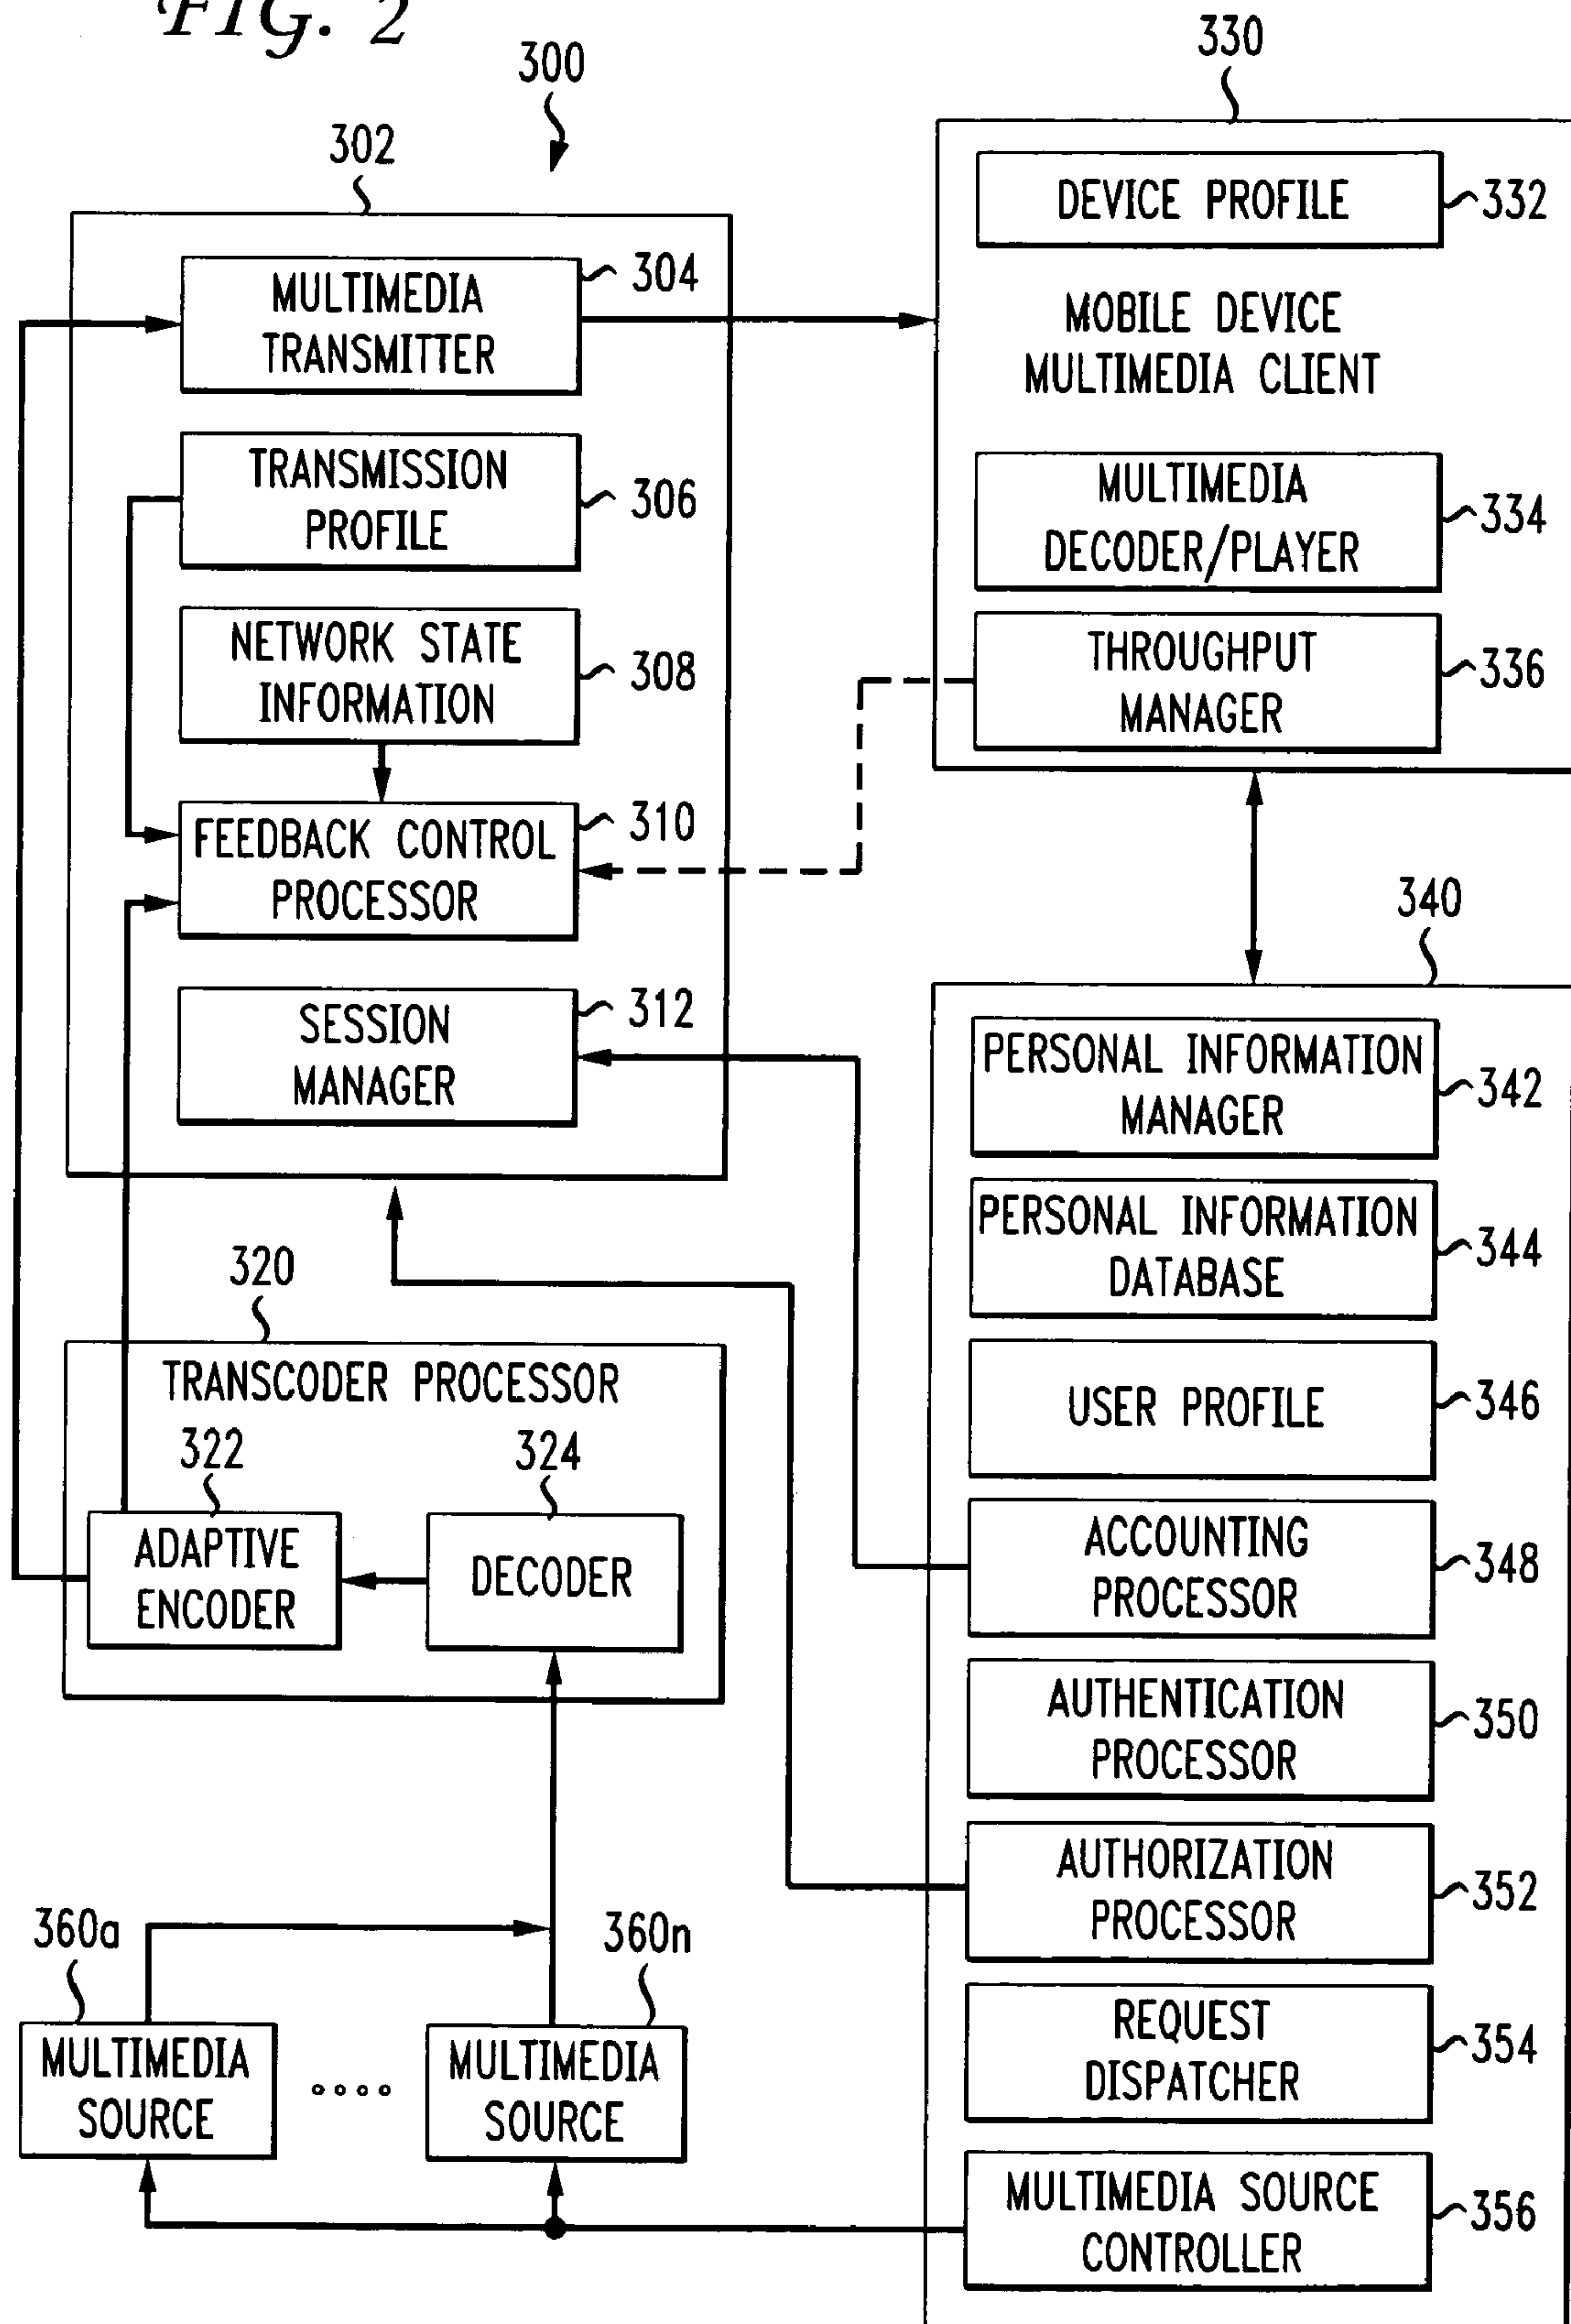 FIG. 2
300
302
MULTIMEDIA
TRANSMITTER
304
TRANSMISSION
PROFILE
306
NETWORK STATE
INFORMATION
308
FEEDBACK CONTROL
PROCESSOR
310
SESSION
MANAGER
312
330
DEVICE PROFILE
332
MOBILE DEVICE
MULTIMEDIA CLIENT
MULTIMEDIA
DECODER/PLAYER
334
THROUGHPUT
MANAGER
336
320
TRANSCODER PROCESSOR
322
ADAPTIVE
ENCODER
324
DECODER
360a
MULTIMEDIA
SOURCE
360n
MULTIMEDIA
SOURCE
340
PERSONAL INFORMATION
MANAGER
342
PERSONAL INFORMATION
DATABASE
344
USER PROFILE
346
ACCOUNTING
PROCESSOR
348
AUTHENTICATION
PROCESSOR
350
AUTHORIZATION
PROCESSOR
352
REQUEST
DISPATCHER
354
MULTIMEDIA SOURCE
CONTROLLER
356